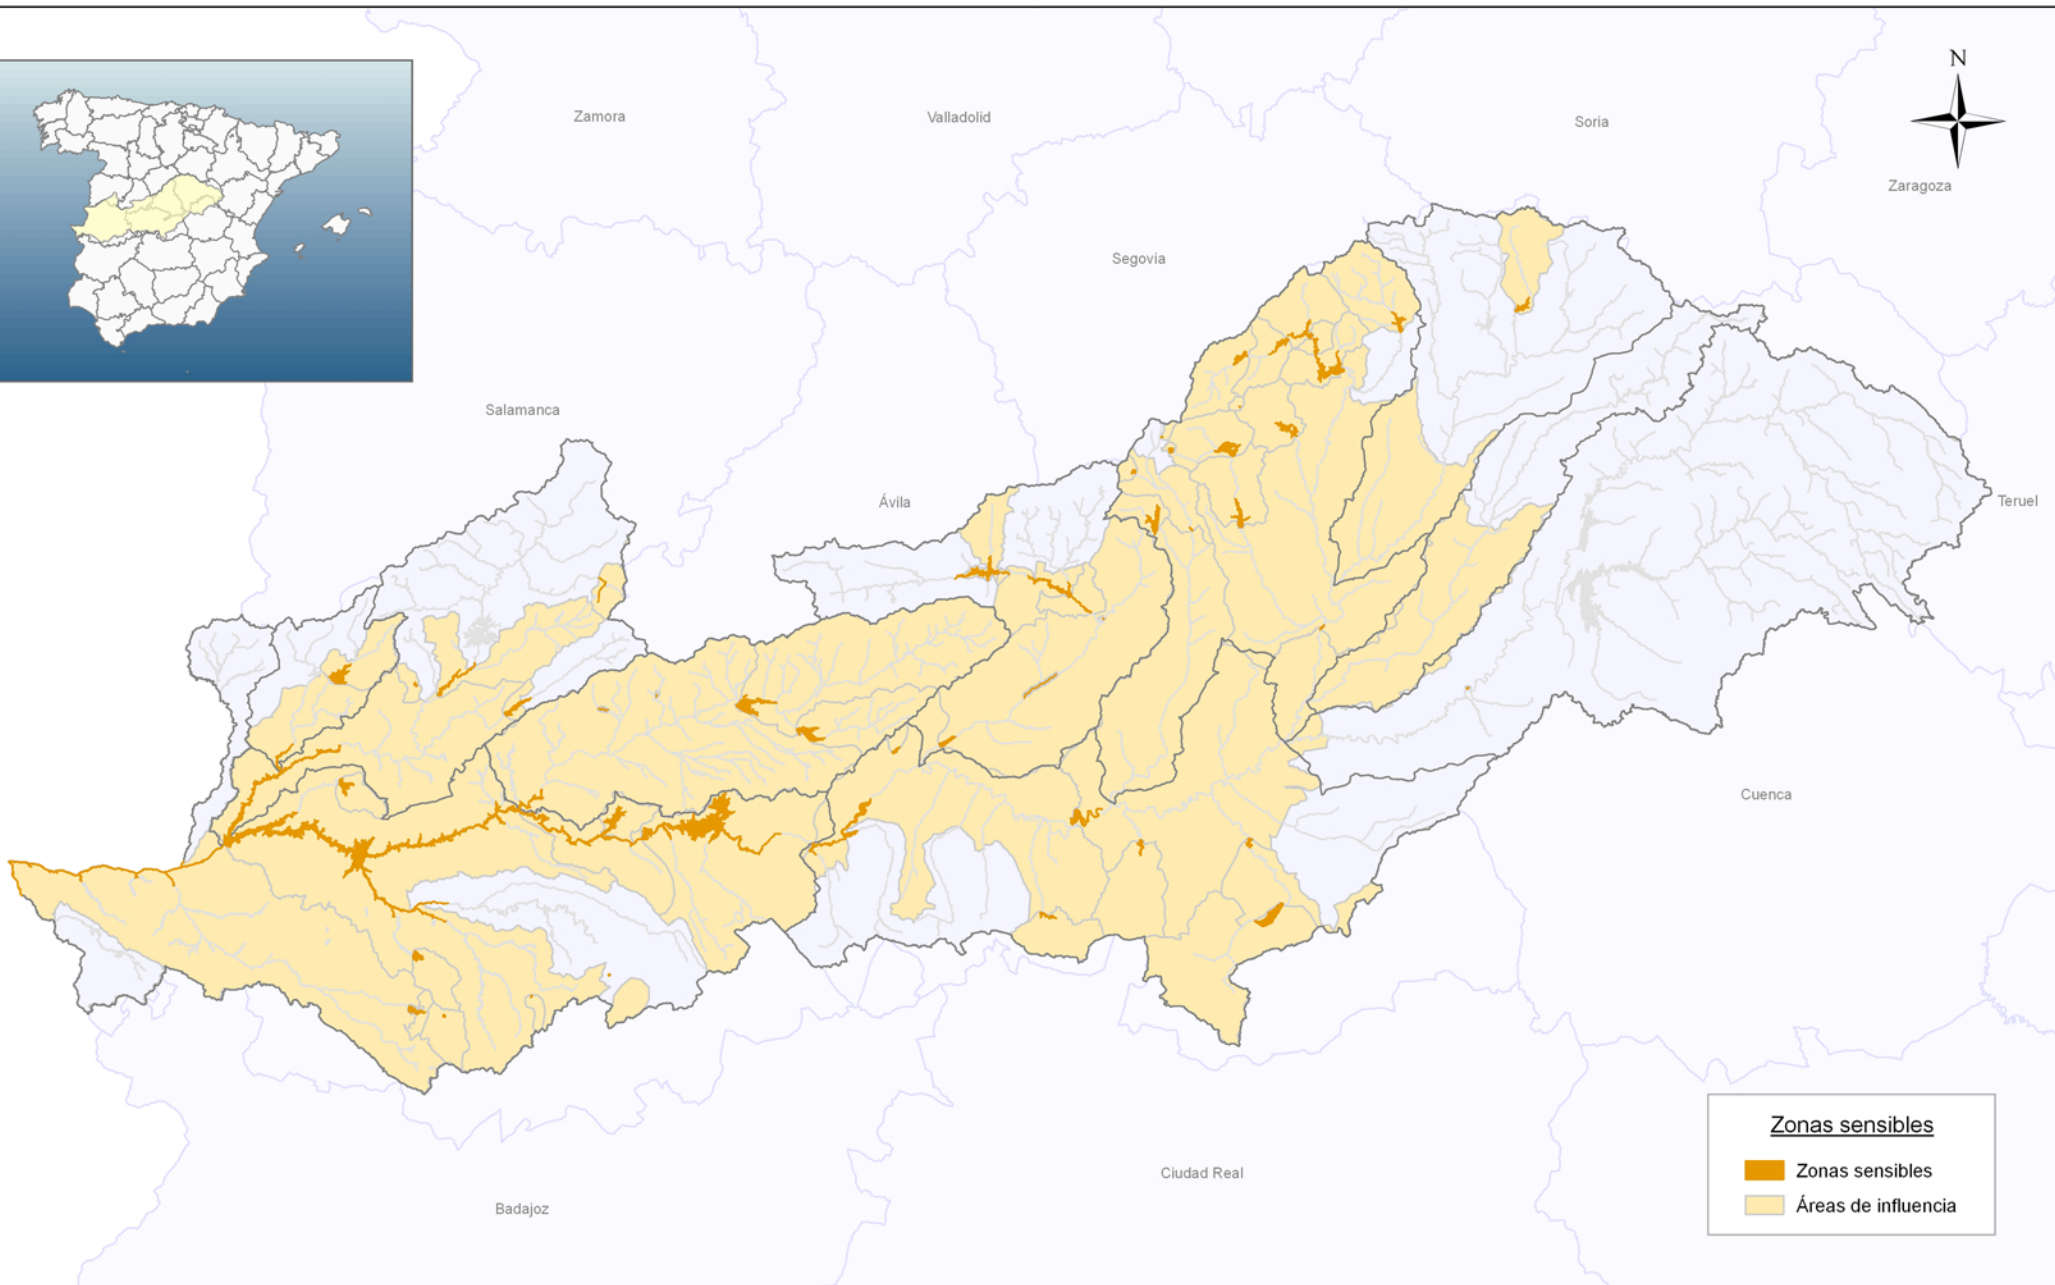 N
Zamora
Valladolid
Soria
Zaragoza
Segovia
Salamanca
Ávila
Teruel
Cuenca
Ciudad Real
Badajoz
Zonas sensibles
Zonas sensibles
Áreas de influencia